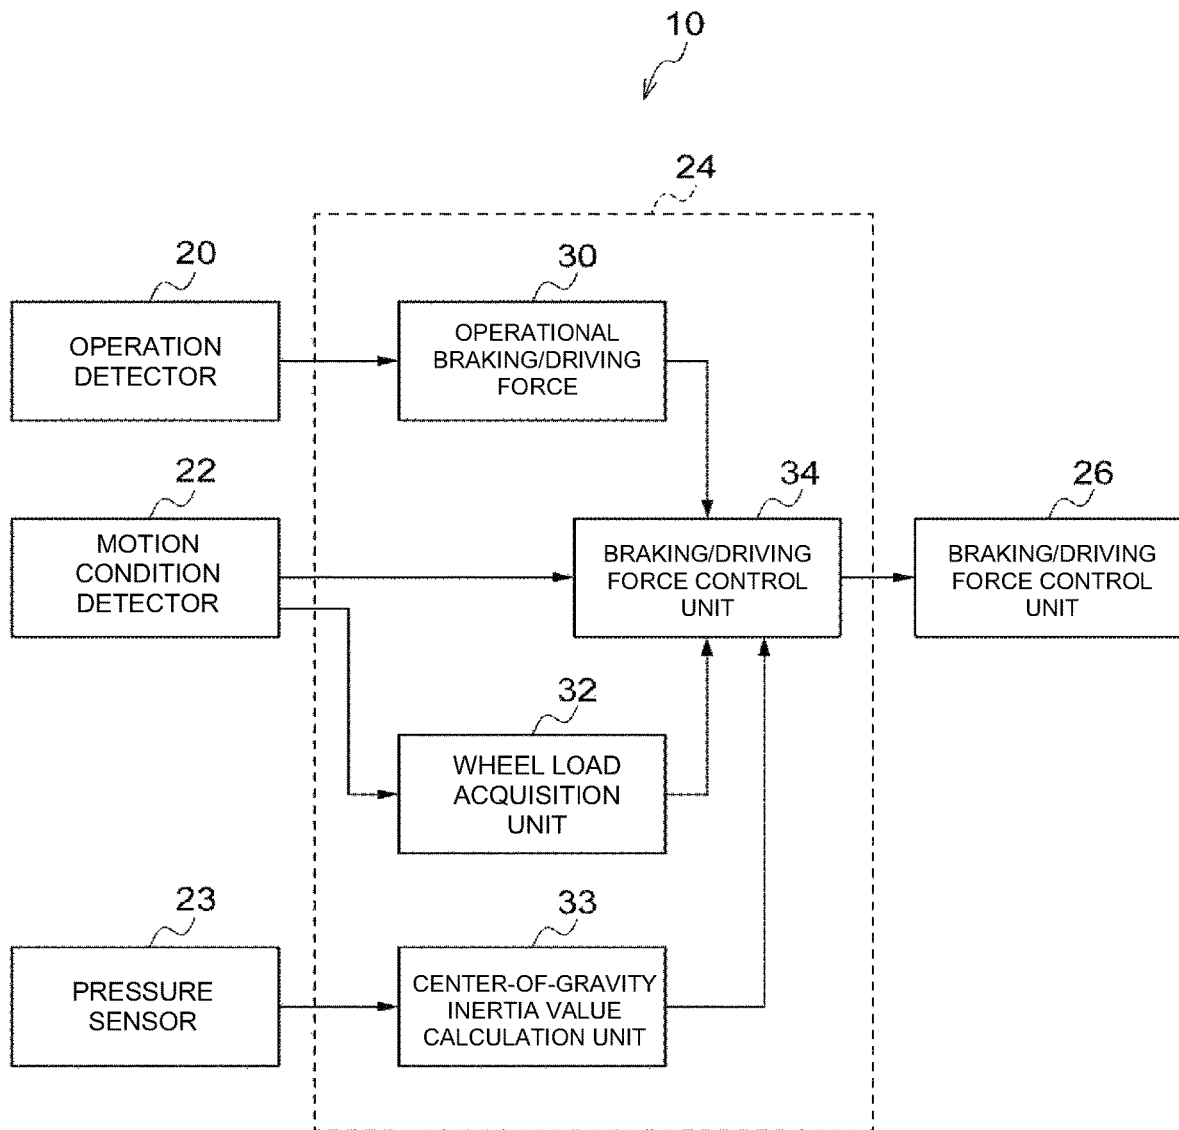 10
24
20
30
OPERATION
DETECTOR
OPERATIONAL
BRAKING/DRIVING
FORCE
22
34
26
MOTION
CONDITION
DETECTOR
BRAKING/DRIVING
FORCE CONTROL
UNIT
BRAKING/DRIVING
FORCE CONTROL
UNIT
32
WHEEL LOAD
ACQUISITION
UNIT
23
33
PRESSURE
SENSOR
CENTER-OF-GRAVITY
INERTIA VALUE
CALCULATION UNIT